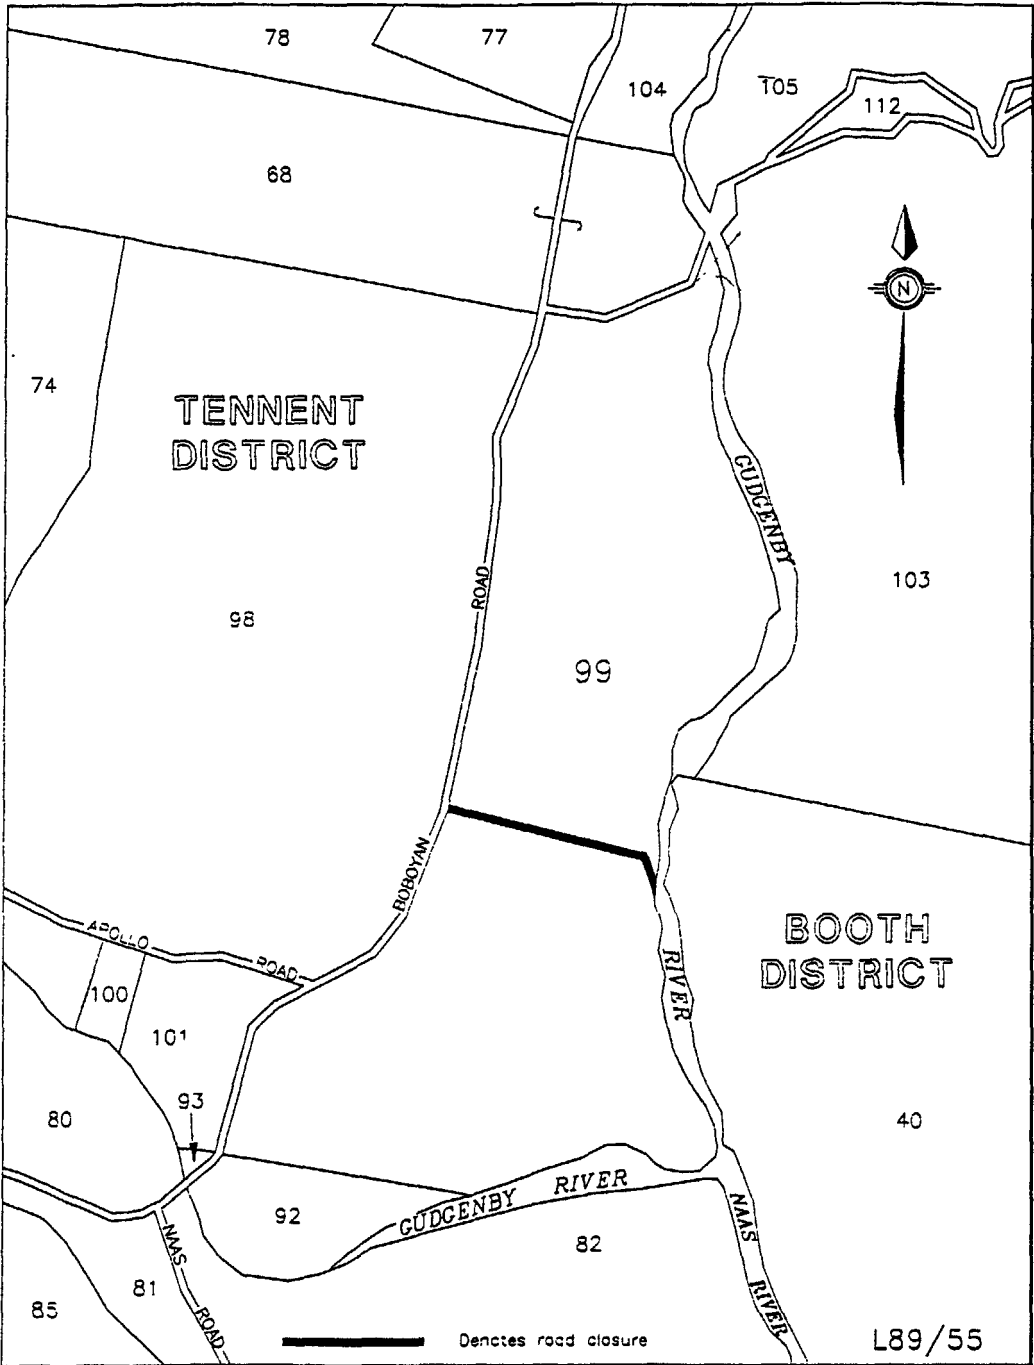 78
77
104
105
112
68
N
74
TENNENT
DISTRICT
GUDGENBY
ROAD
103
98
99
BOBOYAN
APOLLO
ROAD
BOOTH
DISTRICT
RIVER
100
101
93
80
40
GUDGENBY RIVER
92
NAAS
82
NAAS
81
RIVER
85
ROAD
Denotes road closure
L89/55